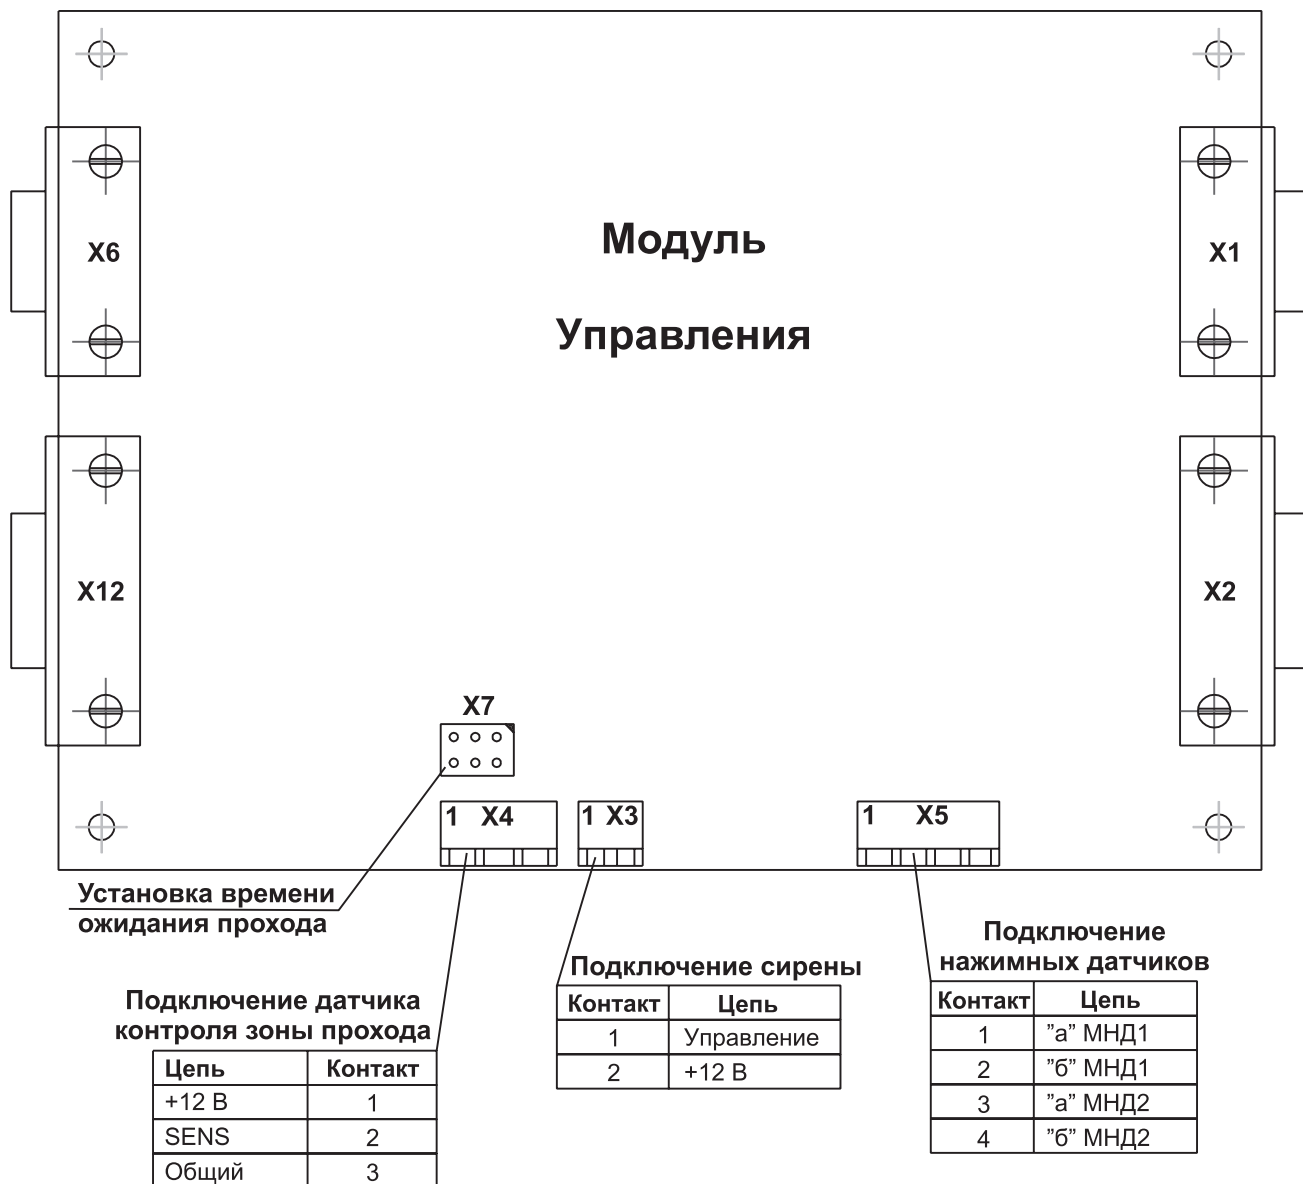 Модуль
X6
X1
Управления
X12
X2
X7
1 X4
1 X3
1 X5
Установка времени
ожидания прохода
Подключение датчика
контроля зоны прохода
Цепь Контакт
+12 В 1
SENS 2
Общий 3
Подключение сирены
Контакт Цепь
1 Управление
2 +12 В
Подключение
нажимных датчиков
Контакт Цепь
1 ”а” МНД1
2 ”б” МНД1
3 ”а” МНД2
4 ”б” МНД2